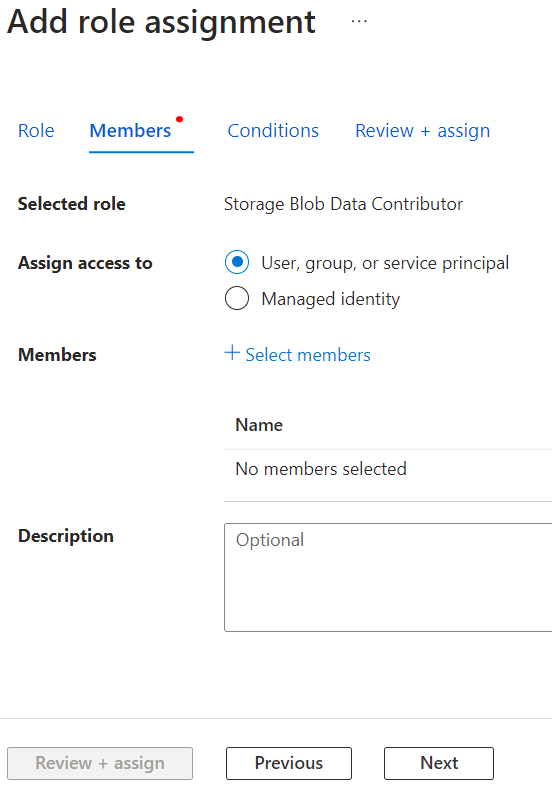 Add role assignment ...
Role Members Conditions Review + assign
Selected role Storage Blob Data Contributor
Assign access to User, group, or service principal
Managed identity
Members + Select members
Name
No members selected
Description Optional
Review + assign Previous Next